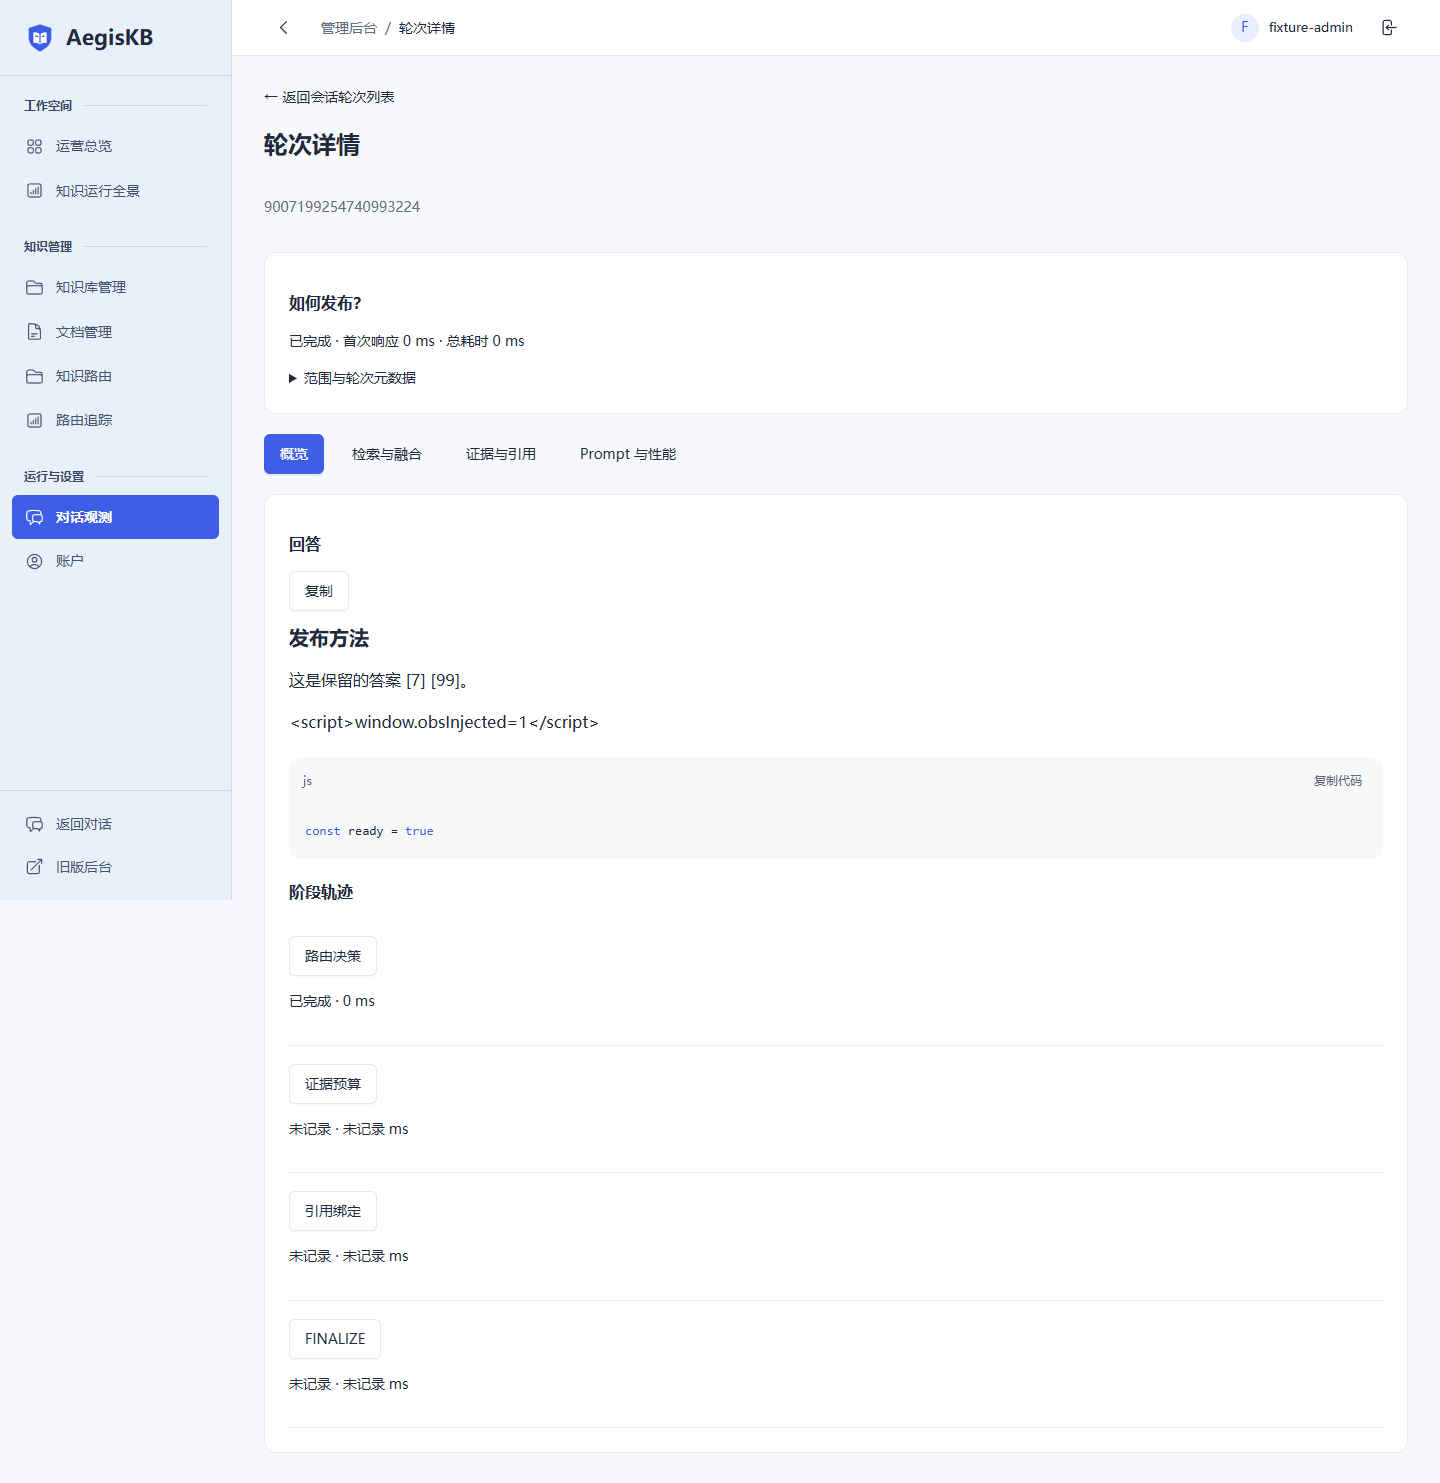 AegisKB
工作空间
运营总览
知识运行全景
知识管理
知识库管理
文档管理
知识路由
路由追踪
运行与设置
对话观测
账户
返回对话
旧版后台
管理后台 / 轮次详情
F fixture-admin
← 返回会话轮次列表
轮次详情
9007199254740993224
如何发布?
已完成 · 首次响应 0 ms · 总耗时 0 ms
▶ 范围与轮次元数据
概览 检索与融合 证据与引用 Prompt 与性能
回答
复制
发布方法
这是保留的答案 [7] [99]。
<script>window.obsInjected=1</script>
js 复制代码
const ready = true
阶段轨迹
路由决策
已完成 · 0 ms
证据预算
未记录 · 未记录 ms
引用绑定
未记录 · 未记录 ms
FINALIZE
未记录 · 未记录 ms